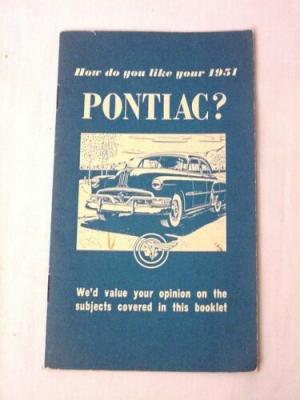 How do you like your 1951
PONTIAC?
We'd value your opinion on the
subjects covered in this booklet